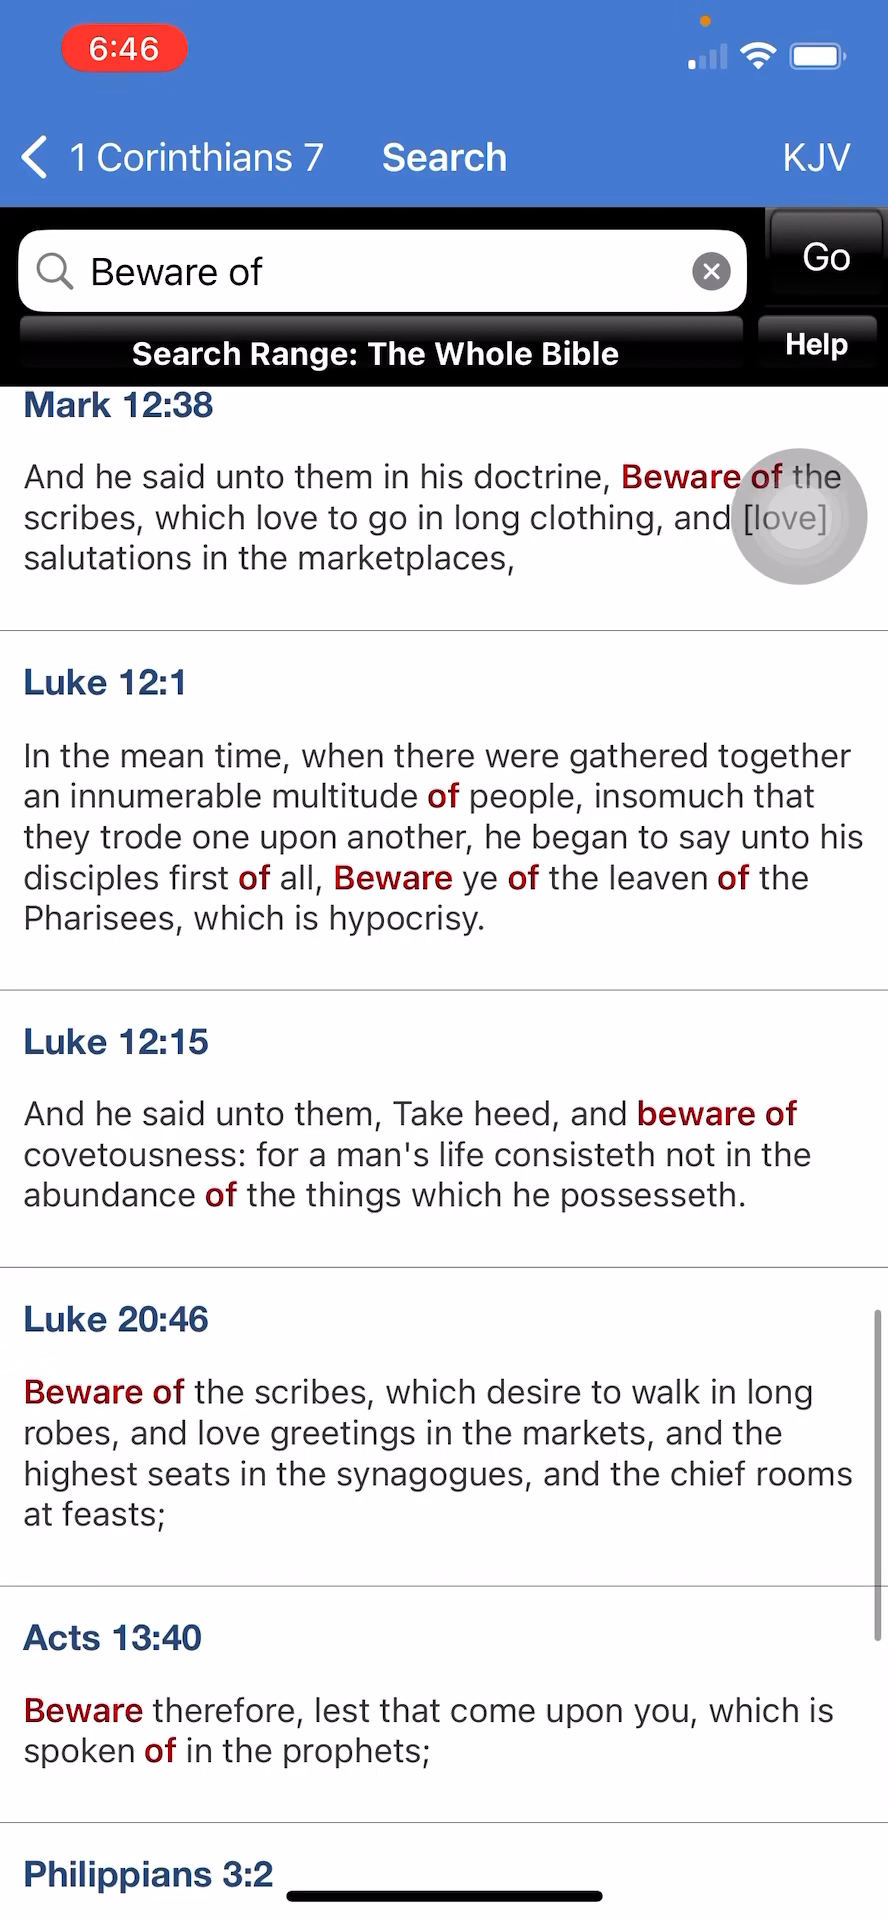 6:46
1 Corinthians 7 Search KJV
Beware of Go
Search Range: The Whole Bible Help
Mark 12:38
And he said unto them in his doctrine, Beware of the
scribes, which love to go in long clothing, and [love]
salutations in the marketplaces,
Luke 12:1
In the mean time, when there were gathered together
an innumerable multitude of people, insomuch that
they trode one upon another, he began to say unto his
disciples first of all, Beware ye of the leaven of the
Pharisees, which is hypocrisy.
Luke 12:15
And he said unto them, Take heed, and beware of
covetousness: for a man's life consisteth not in the
abundance of the things which he possesseth.
Luke 20:46
Beware of the scribes, which desire to walk in long
robes, and love greetings in the markets, and the
highest seats in the synagogues, and the chief rooms
at feasts;
Acts 13:40
Beware therefore, lest that come upon you, which is
spoken of in the prophets;
Philippians 3:2